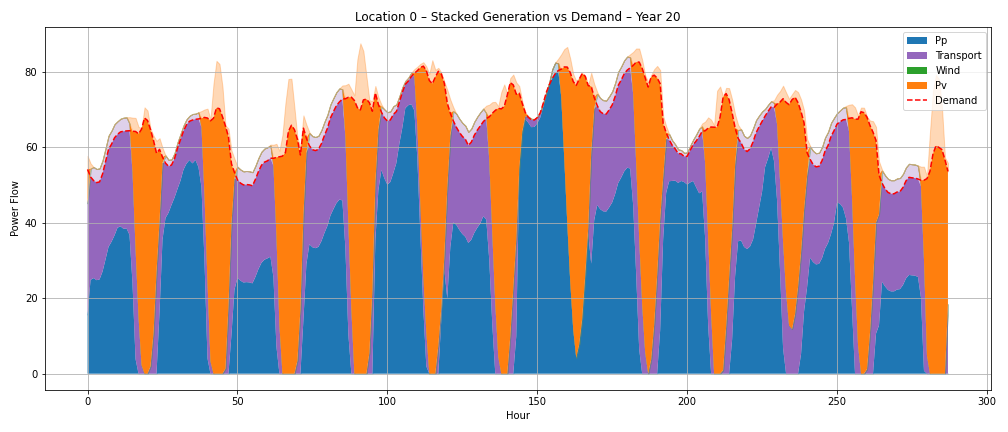 Location 0 – Stacked Generation vs Demand – Year 20
Power Flow
80
60
40
20
0
0 50 100 150 200 250 300
Hour
Pp
Transport
Wind
Pv
Demand